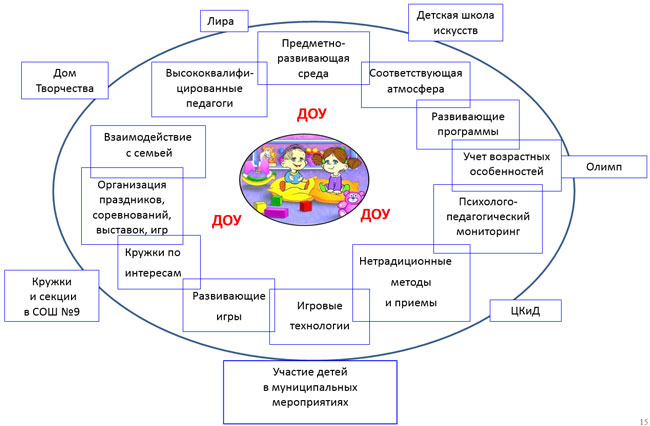 Лира
Детская школа
искусств
Предметно-
развивающая
среда
Дом
Творчества
Высококвалифи-
цированные
педагоги
Соответствующая
атмосфера
ДОУ
Развивающие
программы
Взаимодействие
с семьей
Учет возрастных
особенностей
Олимп
Организация
праздников,
соревнований,
выставок, игр
ДОУ
ДОУ
Психолого-
педагогический
мониторинг
Кружки по
интересам
Нетрадиционные
методы
и приемы
Кружки
и секции
в СОШ №9
Развивающие
игры
Игровые
технологии
ЦКиД
Участие детей
в муниципальных
мероприятиях
15